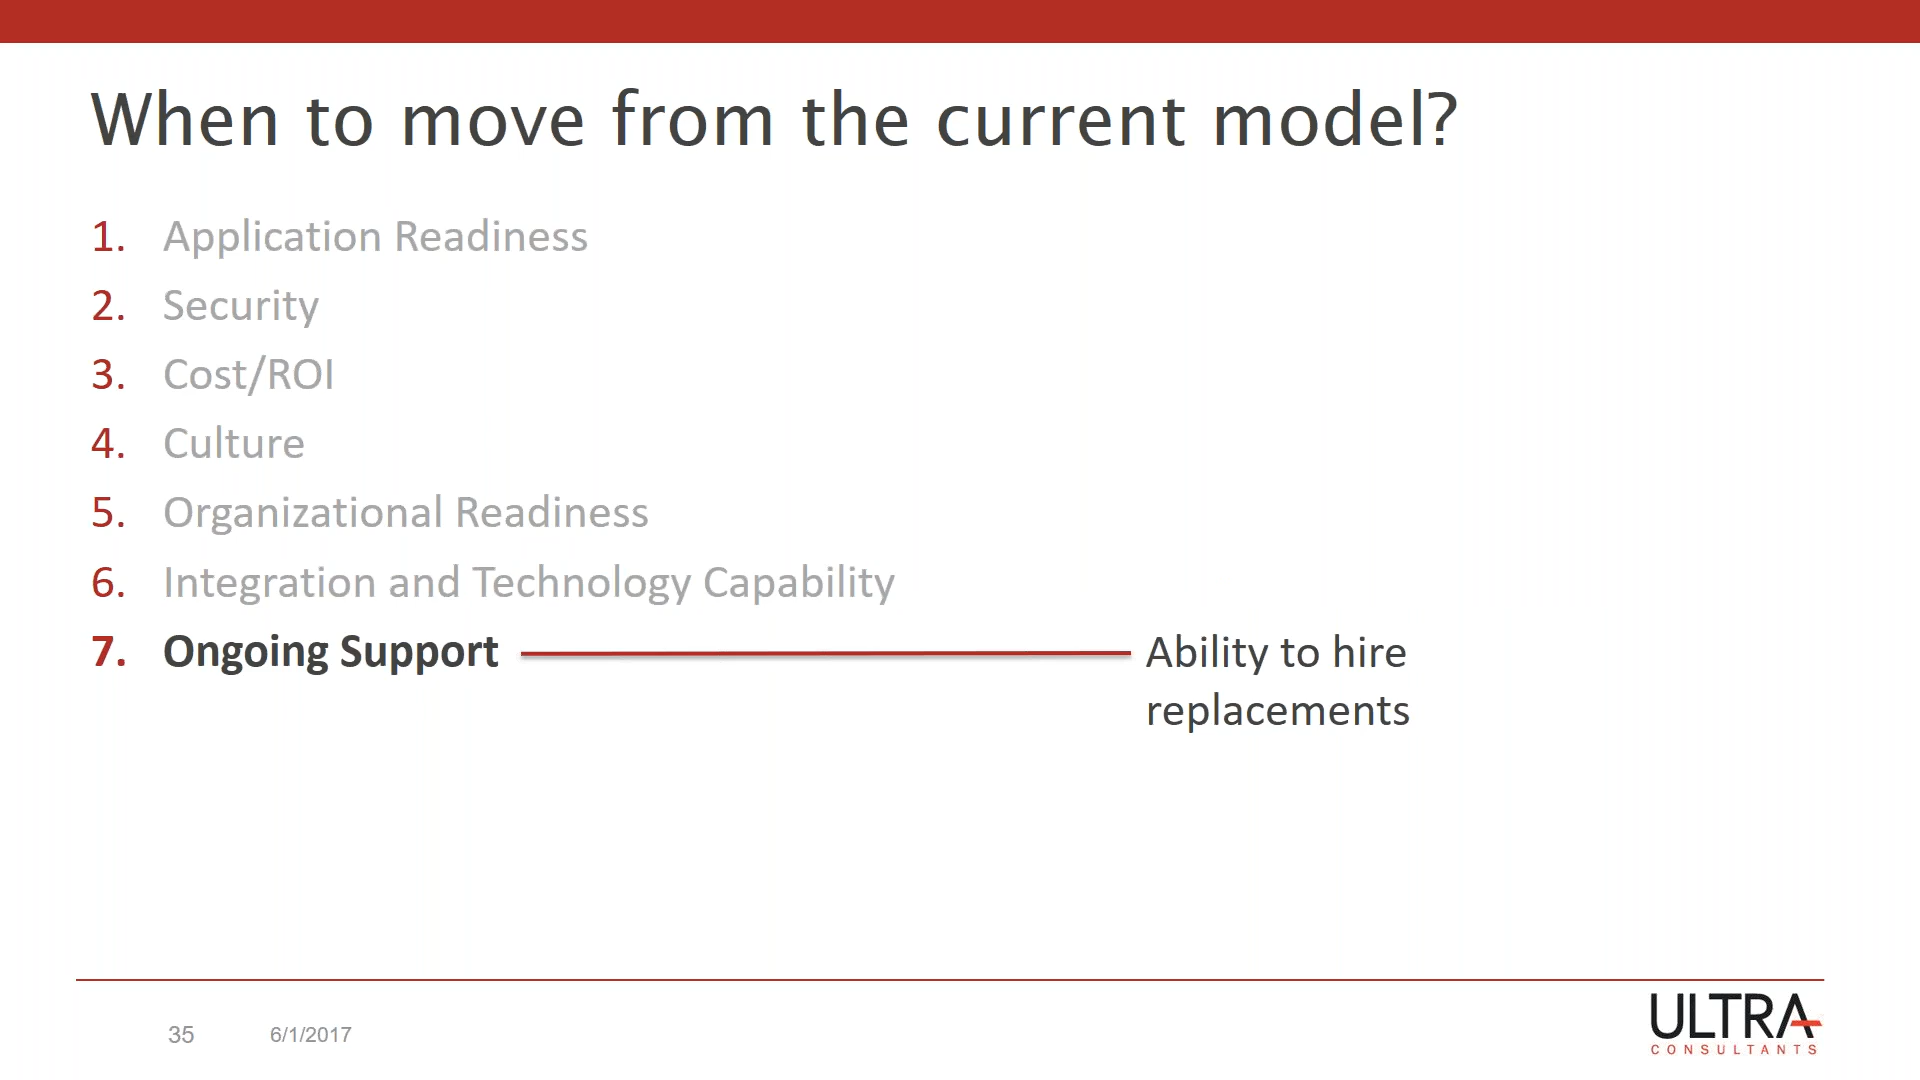 When to move from the current model?
1. Application Readiness
2. Security
3. Cost/ROI
4. Culture
5. Organizational Readiness
6. Integration and Technology Capability
7. Ongoing Support
Ability to hire
replacements
35
6/1/2017
ULTRA
CONSULTANTS